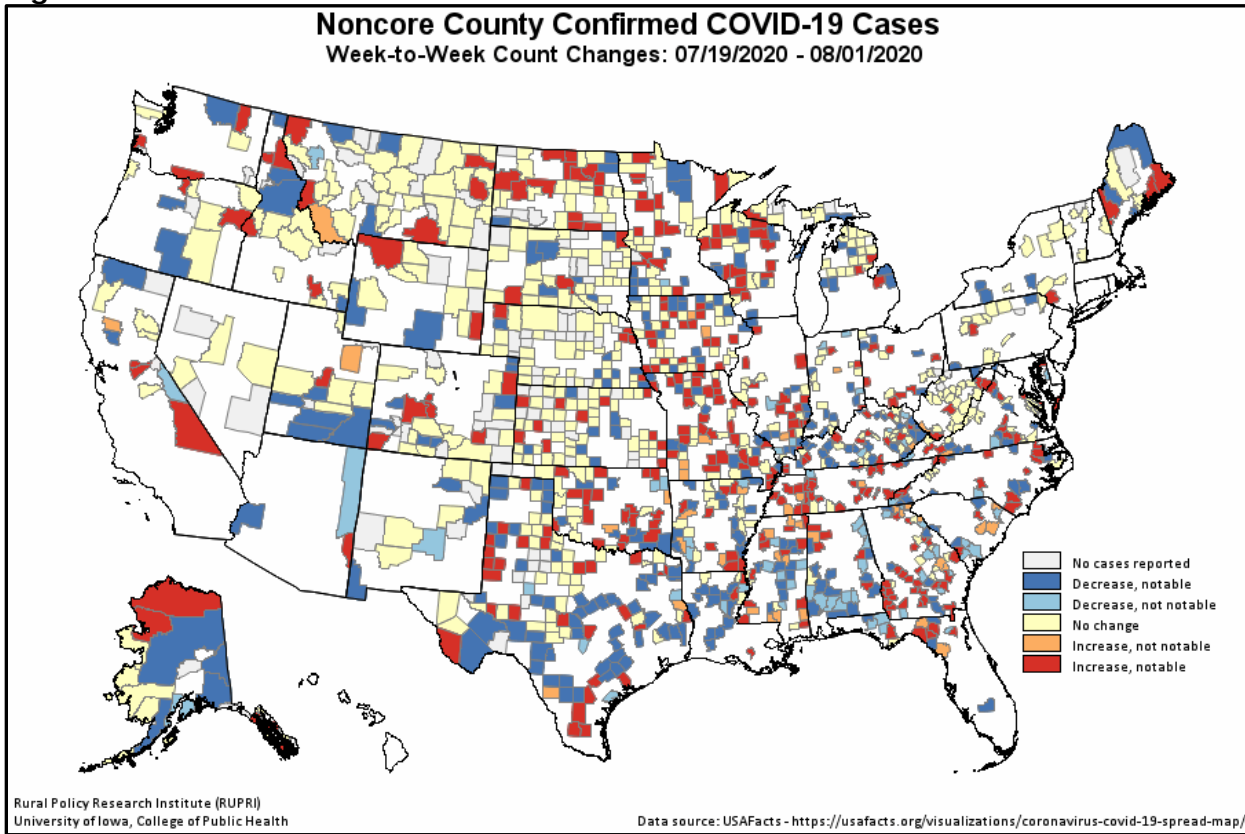 Noncore County Confirmed COVID-19 Cases
Week-to-Week Count Changes: 07/19/2020 - 08/01/2020
No cases reported
Decrease, notable
Decrease, not notable
No change
Increase, not notable
Increase, notable
Rural Policy Research Institute (RUPRI)
University of Iowa, College of Public Health
Data source: USAFacts - https://usafacts.org/visualizations/coronavirus-covid-19-spread-map/